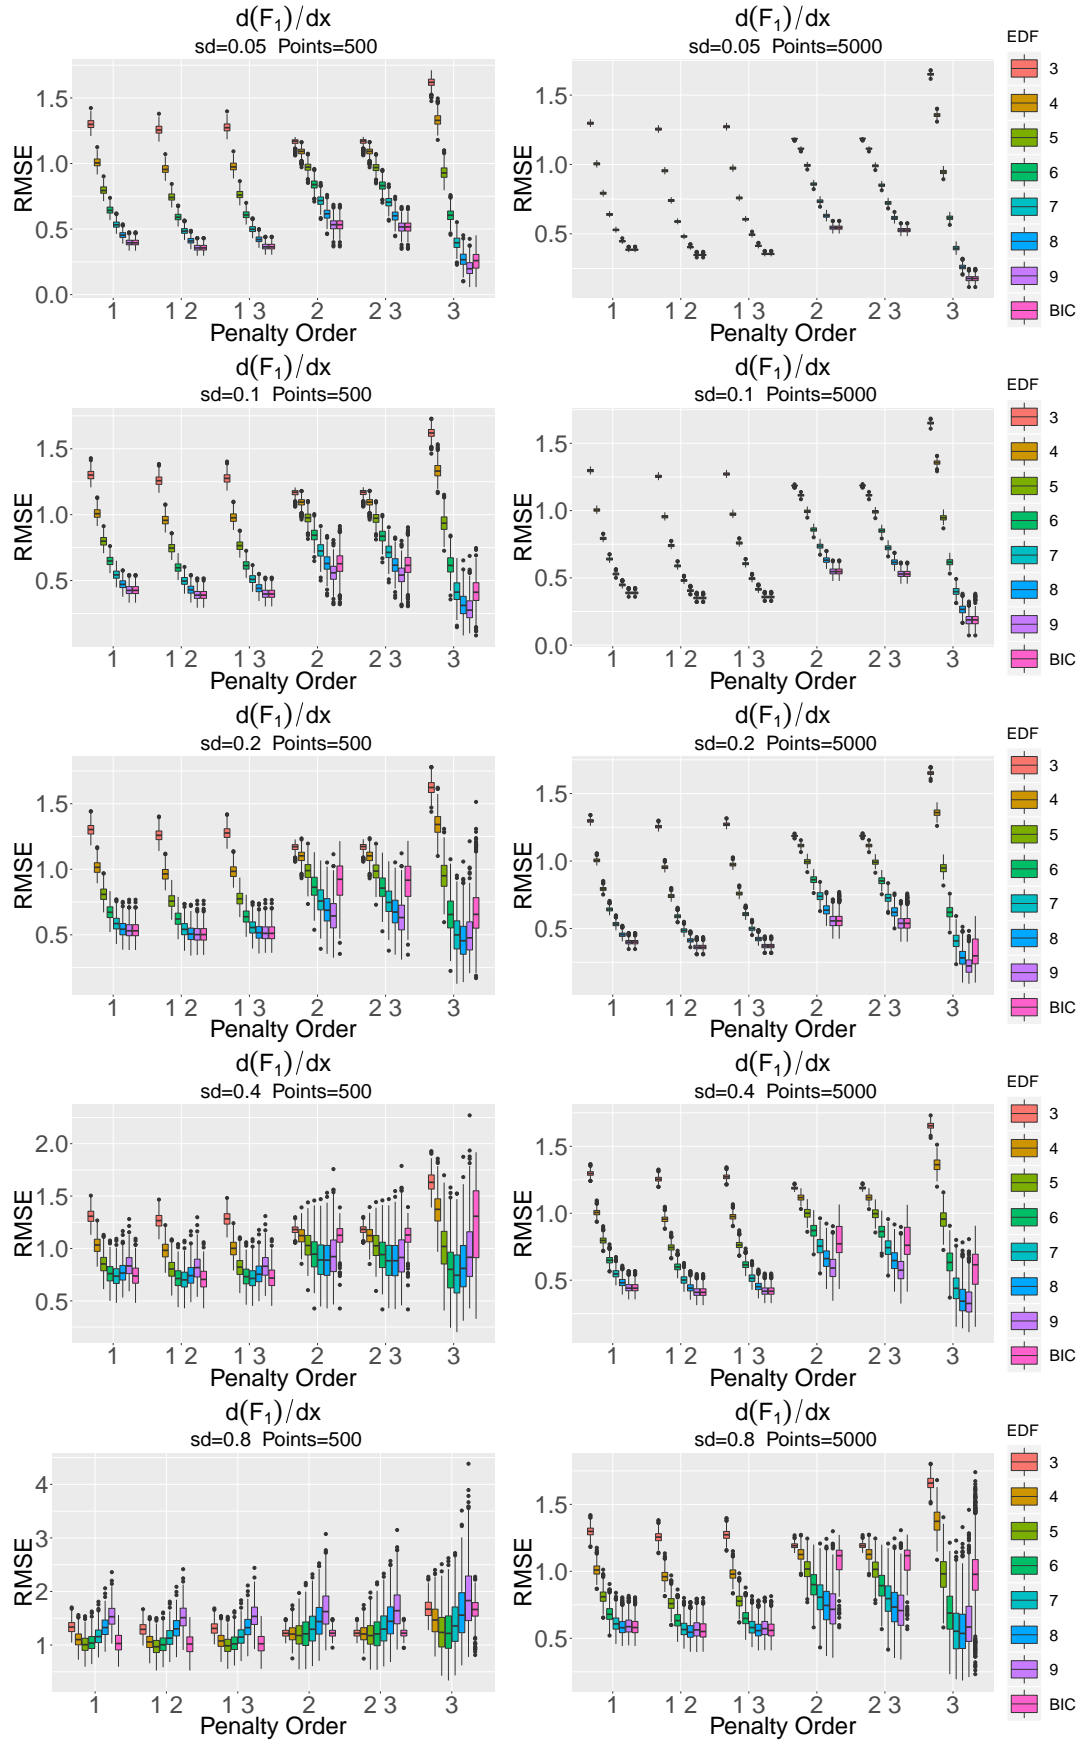 d(F1)/dx
sd=0.05 Points=500
RMSE
1.5
1.0
0.5
0.0
1 1 2 1 3 2 2 3 3
Penalty Order
d(F1)/dx
sd=0.05 Points=5000
RMSE
1.5
1.0
0.5
1 1 2 1 3 2 2 3 3
Penalty Order
EDF
3
4
5
6
7
8
9
BIC
d(F1)/dx
sd=0.1 Points=500
RMSE
1.5
1.0
0.5
1 1 2 1 3 2 2 3 3
Penalty Order
d(F1)/dx
sd=0.1 Points=5000
RMSE
1.5
1.0
0.5
0.0
1 1 2 1 3 2 2 3 3
Penalty Order
EDF
3
4
5
6
7
8
9
BIC
d(F1)/dx
sd=0.2 Points=500
RMSE
1.5
1.0
0.5
1 1 2 1 3 2 2 3 3
Penalty Order
d(F1)/dx
sd=0.2 Points=5000
RMSE
1.5
1.0
0.5
1 1 2 1 3 2 2 3 3
Penalty Order
EDF
3
4
5
6
7
8
9
BIC
d(F1)/dx
sd=0.4 Points=500
RMSE
2.0
1.5
1.0
0.5
1 1 2 1 3 2 2 3 3
Penalty Order
d(F1)/dx
sd=0.4 Points=5000
RMSE
1.5
1.0
0.5
1 1 2 1 3 2 2 3 3
Penalty Order
EDF
3
4
5
6
7
8
9
BIC
d(F1)/dx
sd=0.8 Points=500
RMSE
4
3
2
1
1 1 2 1 3 2 2 3 3
Penalty Order
d(F1)/dx
sd=0.8 Points=5000
RMSE
1.5
1.0
0.5
1 1 2 1 3 2 2 3 3
Penalty Order
EDF
3
4
5
6
7
8
9
BIC